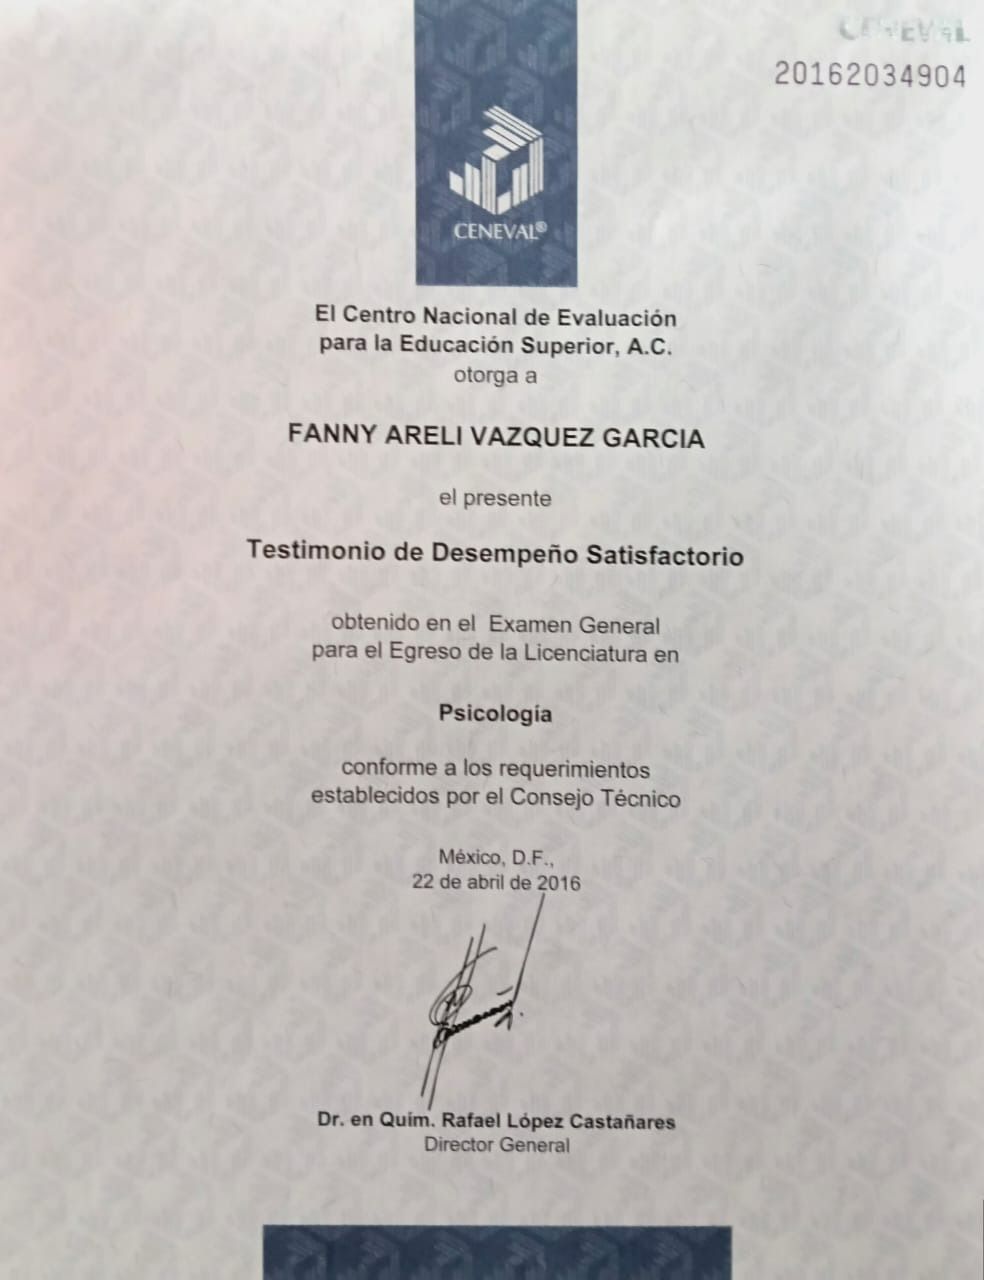 CENEVAL
20162034904
CENEVAL®
El Centro Nacional de Evaluación
para la Educación Superior, A.C.
otorga a
FANNY ARELI VAZQUEZ GARCIA
el presente
Testimonio de Desempeño Satisfactorio
obtenido en el Examen General
para el Egreso de la Licenciatura en
Psicología
conforme a los requerimientos
establecidos por el Consejo Técnico
México, D.F.,
22 de abril de 2016
Dr. en Quím. Rafael López Castañares
Director General